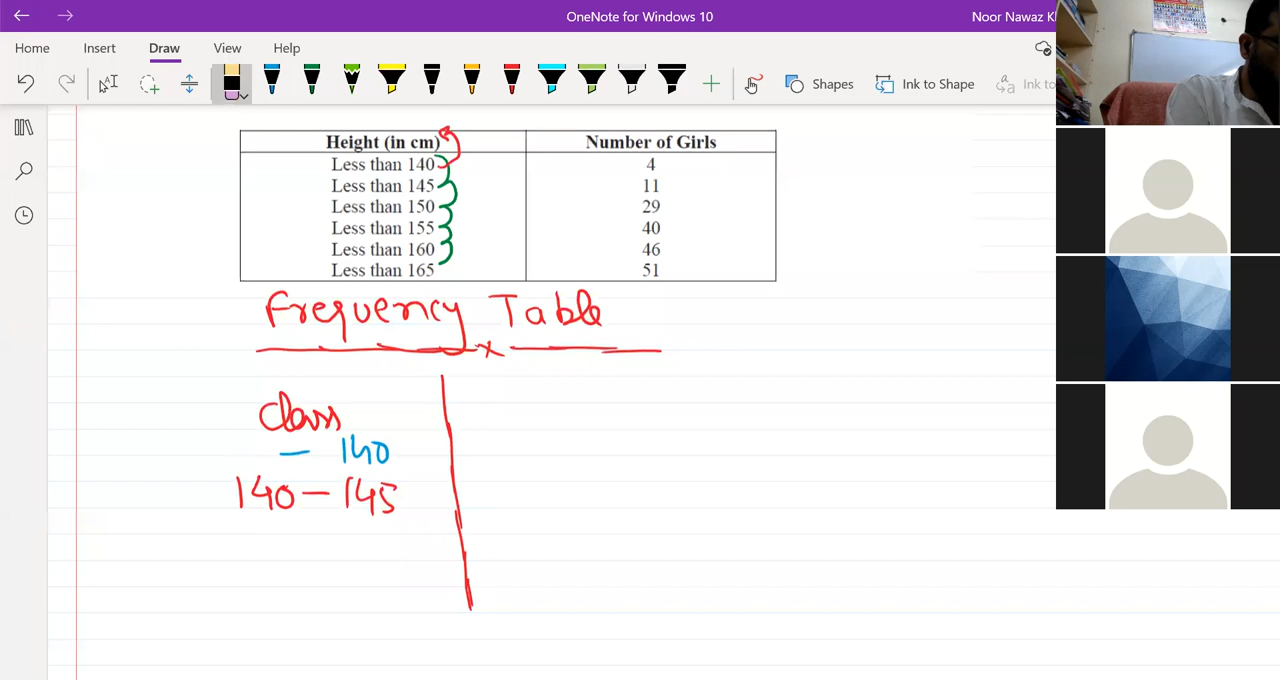 OneNote for Windows 10
Noor Nawaz K
Home Insert Draw View Help
Shapes Ink to Shape Ink to
Height (in cm) Number of Girls
Less than 140 4
Less than 145 11
Less than 150 29
Less than 155 40
Less than 160 46
Less than 165 51
Frequency Table
Class
– 140
140 – 145